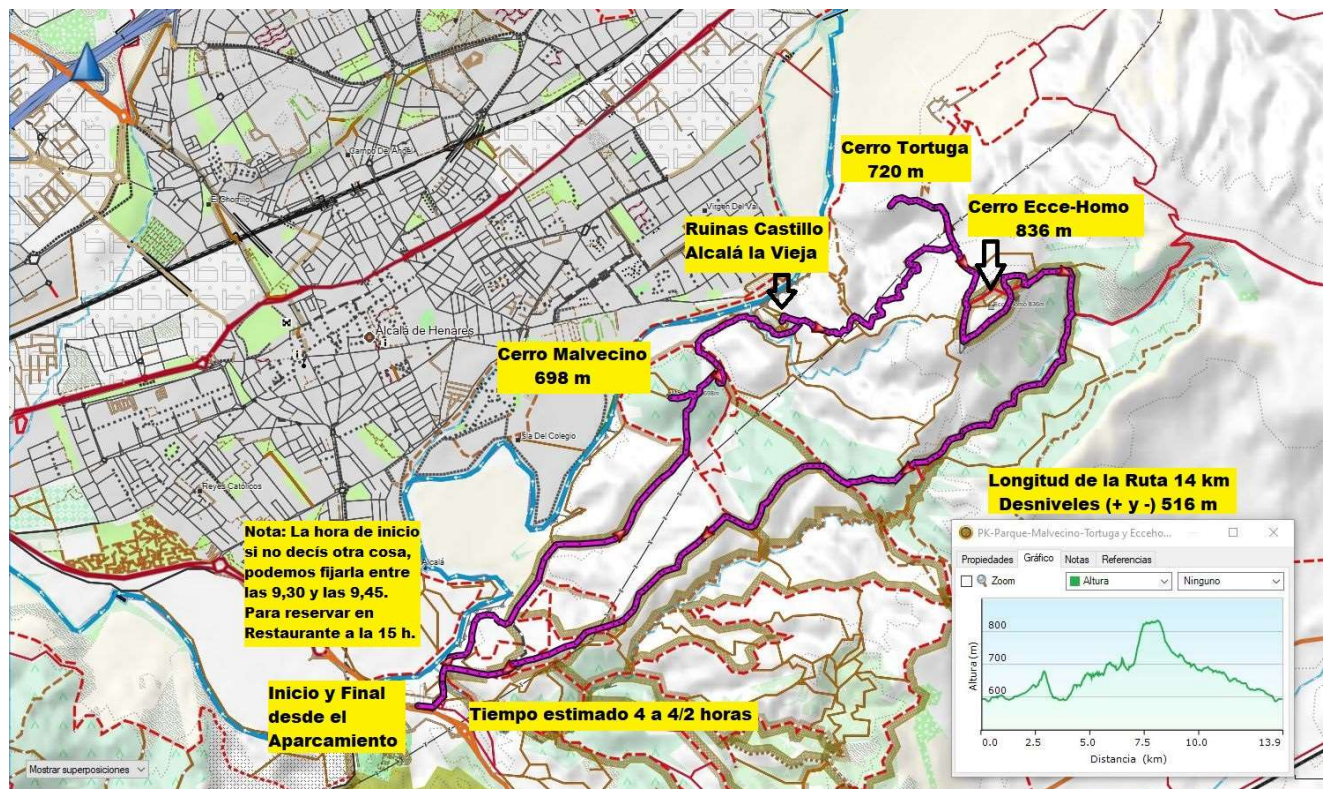 Campo Del Ángel
El Chorrillo
Virgen Del Val
Cerro Tortuga
720 m
Cerro Ecce-Homo
836 m
Ruinas Castillo
Alcalá la Vieja
Alcalá de Henares
Cerro Malvecino
698 m
Isla Del Colegio
Reyes Católicos
Nota: La hora de inicio
si no decís otra cosa,
podemos fijarla entre
las 9,30 y las 9,45.
Para reservar en
Restaurante a la 15 h.
Alcalá
Longitud de la Ruta 14 km
Desniveles (+ y -) 516 m
PK-Parque-Malvecino-Tortuga y Ecceho...
Propiedades Gráfico Notas Referencias
Zoom Altura Ninguno
Altura (m)
800
700
600
0.0 2.5 5.0 7.5 10.0 13.9
Distancia (km)
Inicio y Final
desde el
Aparcamiento
Tiempo estimado 4 a 4/2 horas
Mostrar superposiciones